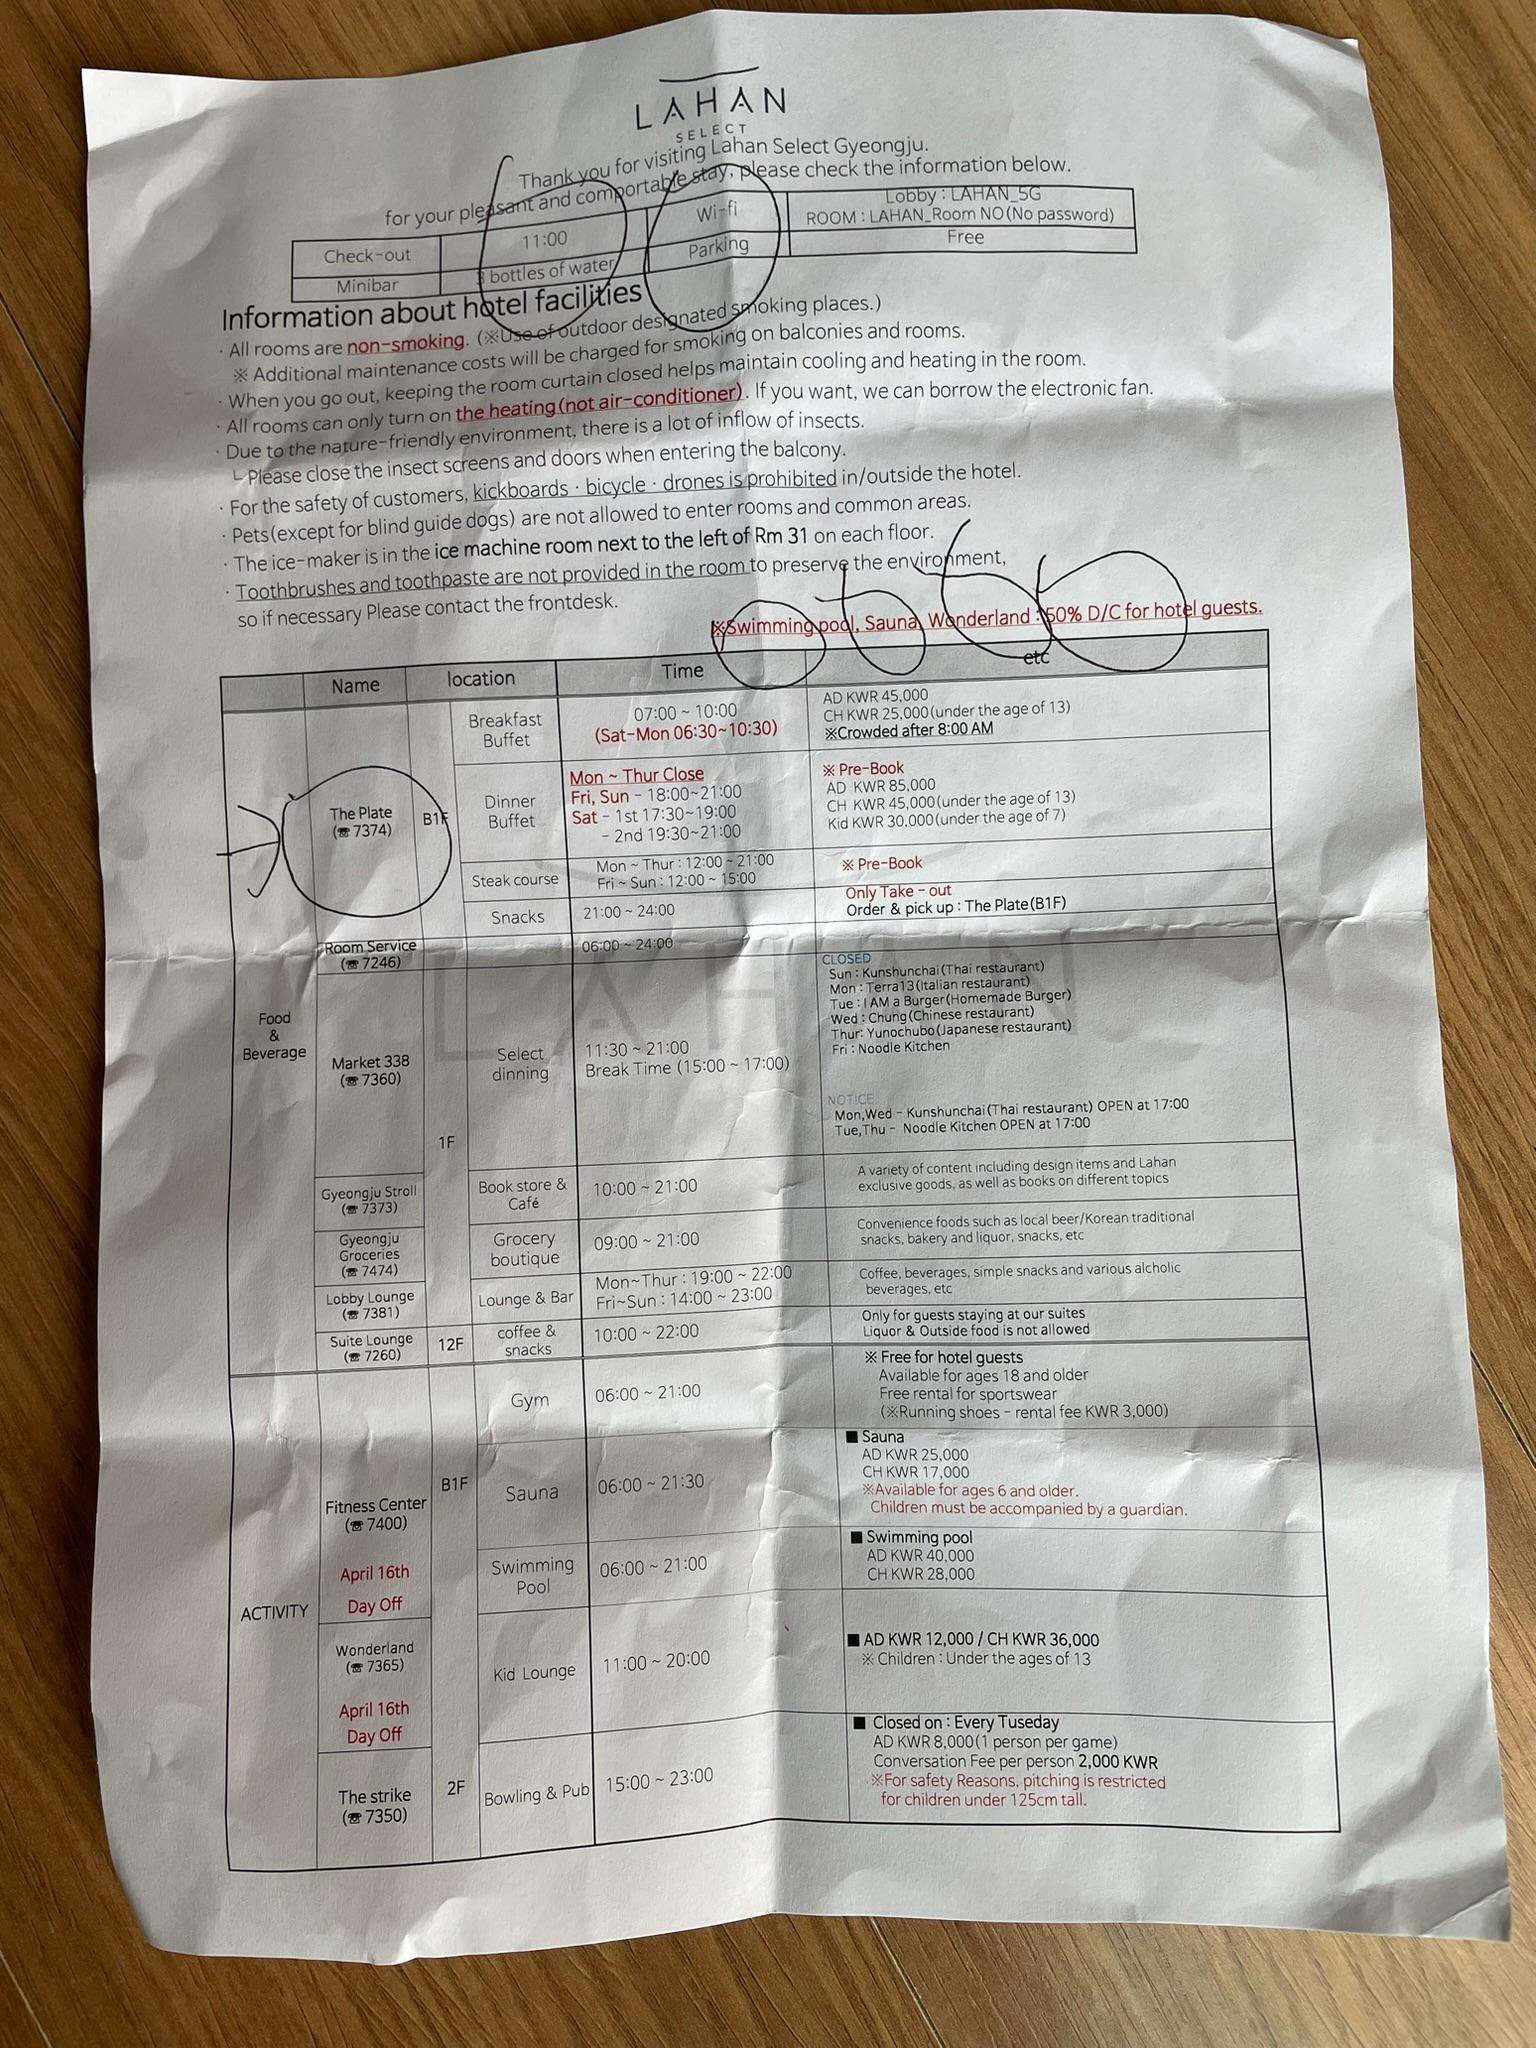 LAHAN
SELECT
Thank you for visiting Lahan Select Gyeongju.
for your pleasant and comportable stay, please check the information below.
Check-out 11:00 Wi-fi Lobby : LAHAN_5G
ROOM : LAHAN_Room NO(No password)
Minibar bottles of water Parking Free
Information about hotel facilities
· All rooms are non-smoking. (※Use of outdoor designated smoking places.)
※ Additional maintenance costs will be charged for smoking on balconies and rooms.
· When you go out, keeping the room curtain closed helps maintain cooling and heating in the room.
· All rooms can only turn on the heating(not air-conditioner). If you want, we can borrow the electronic fan.
· Due to the nature-friendly environment, there is a lot of inflow of insects.
└ Please close the insect screens and doors when entering the balcony.
· For the safety of customers, kickboards · bicycle · drones is prohibited in/outside the hotel.
· Pets(except for blind guide dogs) are not allowed to enter rooms and common areas.
· The ice-maker is in the ice machine room next to the left of Rm 31 on each floor.
· Toothbrushes and toothpaste are not provided in the room to preserve the environment,
so if necessary Please contact the frontdesk.
※Swimming pool, Sauna, Wonderland : 50% D/C for hotel guests.
Name location Time etc
Food
&
Beverage
The Plate
(☎ 7374)
B1F
Breakfast
Buffet
07:00 ~ 10:00
(Sat-Mon 06:30~10:30)
AD KWR 45,000
CH KWR 25,000(under the age of 13)
※Crowded after 8:00 AM
Dinner
Buffet
Mon ~ Thur Close
Fri, Sun - 18:00~21:00
Sat - 1st 17:30~19:00
- 2nd 19:30~21:00
※ Pre-Book
AD KWR 85,000
CH KWR 45,000(under the age of 13)
Kid KWR 30,000(under the age of 7)
Steak course
Mon ~ Thur : 12:00 ~ 21:00
Fri ~ Sun : 12:00 ~ 15:00
※ Pre-Book
Snacks
21:00 ~ 24:00
Only Take - out
Order & pick up : The Plate(B1F)
Room Service
(☎ 7246)
06:00 ~ 24:00
LAHAN
Market 338
(☎ 7360)
1F
Select
dinning
11:30 ~ 21:00
Break Time (15:00 ~ 17:00)
CLOSED
Sun : Kunshunchai(Thai restaurant)
Mon : Terra13(Italian restaurant)
Tue : I AM a Burger(Homemade Burger)
Wed : Chung(Chinese restaurant)
Thur: Yunochubo(Japanese restaurant)
Fri : Noodle Kitchen
NOTICE
Mon,Wed - Kunshunchai(Thai restaurant) OPEN at 17:00
Tue,Thu - Noodle Kitchen OPEN at 17:00
Gyeongju Stroll
(☎ 7373)
Book store &
Café
10:00 ~ 21:00
A variety of content including design items and Lahan
exclusive goods, as well as books on different topics
Gyeongju
Groceries
(☎ 7474)
Grocery
boutique
09:00 ~ 21:00
Convenience foods such as local beer/Korean traditional
snacks, bakery and liquor, snacks, etc
Lobby Lounge
(☎ 7381)
Lounge & Bar
Mon~Thur : 19:00 ~ 22:00
Fri~Sun : 14:00 ~ 23:00
Coffee, beverages, simple snacks and various alcholic
beverages, etc
Suite Lounge
(☎ 7260)
12F
coffee &
snacks
10:00 ~ 22:00
Only for guests staying at our suites
Liquor & Outside food is not allowed
ACTIVITY
Fitness Center
(☎ 7400)
April 16th
Day Off
B1F
Gym
06:00 ~ 21:00
※ Free for hotel guests
Available for ages 18 and older
Free rental for sportswear
(※Running shoes - rental fee KWR 3,000)
Sauna
06:00 ~ 21:30
■ Sauna
AD KWR 25,000
CH KWR 17,000
※Available for ages 6 and older.
Children must be accompanied by a guardian.
Swimming
Pool
06:00 ~ 21:00
■ Swimming pool
AD KWR 40,000
CH KWR 28,000
Wonderland
(☎ 7365)
April 16th
Day Off
Kid Lounge
11:00 ~ 20:00
■ AD KWR 12,000 / CH KWR 36,000
※ Children : Under the ages of 13
The strike
(☎ 7350)
2F
Bowling & Pub
15:00 ~ 23:00
■ Closed on : Every Tuseday
AD KWR 8,000(1 person per game)
Conversation Fee per person 2,000 KWR
※For safety Reasons, pitching is restricted
for children under 125cm tall.